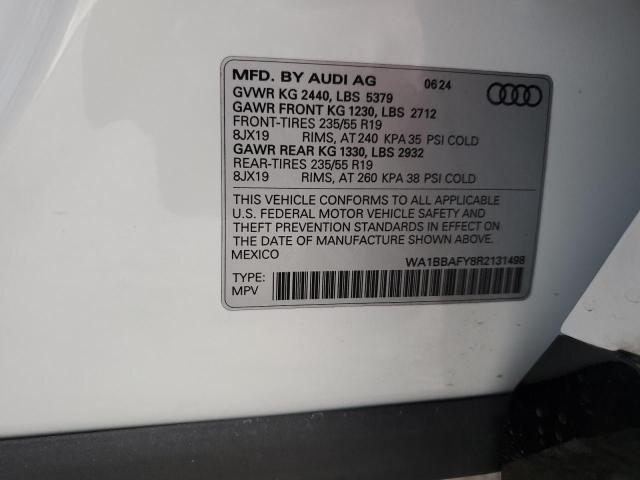 MFD. BY AUDI AG 0624
GVWR KG 2440, LBS 5379
GAWR FRONT KG 1230, LBS 2712
FRONT-TIRES 235/55 R19
8JX19 RIMS, AT 240 KPA 35 PSI COLD
GAWR REAR KG 1330, LBS 2932
REAR-TIRES 235/55 R19
8JX19 RIMS, AT 260 KPA 38 PSI COLD
THIS VEHICLE CONFORMS TO ALL APPLICABLE
U.S. FEDERAL MOTOR VEHICLE SAFETY AND
THEFT PREVENTION STANDARDS IN EFFECT ON
THE DATE OF MANUFACTURE SHOWN ABOVE.
MEXICO WA1BBAFY8R2131498
TYPE:
MPV